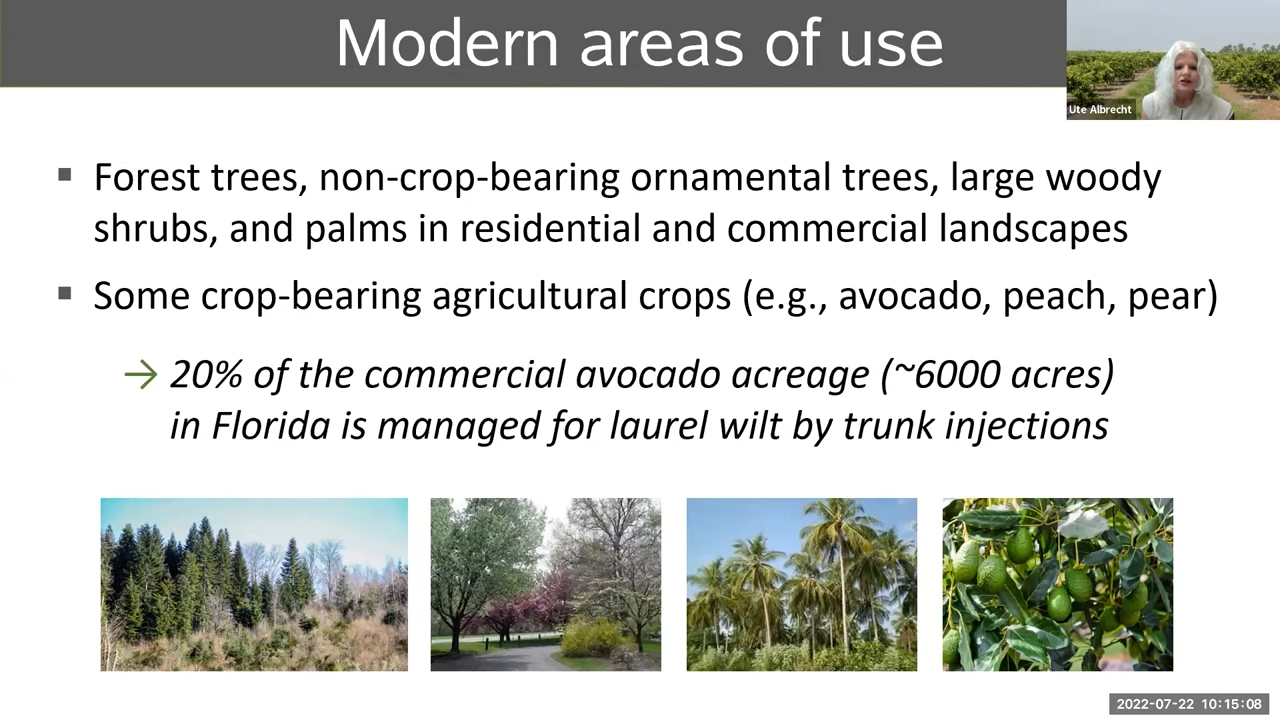 Modern areas of use
Ute Albrecht
▪ Forest trees, non-crop-bearing ornamental trees, large woody
shrubs, and palms in residential and commercial landscapes
▪ Some crop-bearing agricultural crops (e.g., avocado, peach, pear)
→ 20% of the commercial avocado acreage (~6000 acres)
in Florida is managed for laurel wilt by trunk injections
2022-07-22 10:15:08